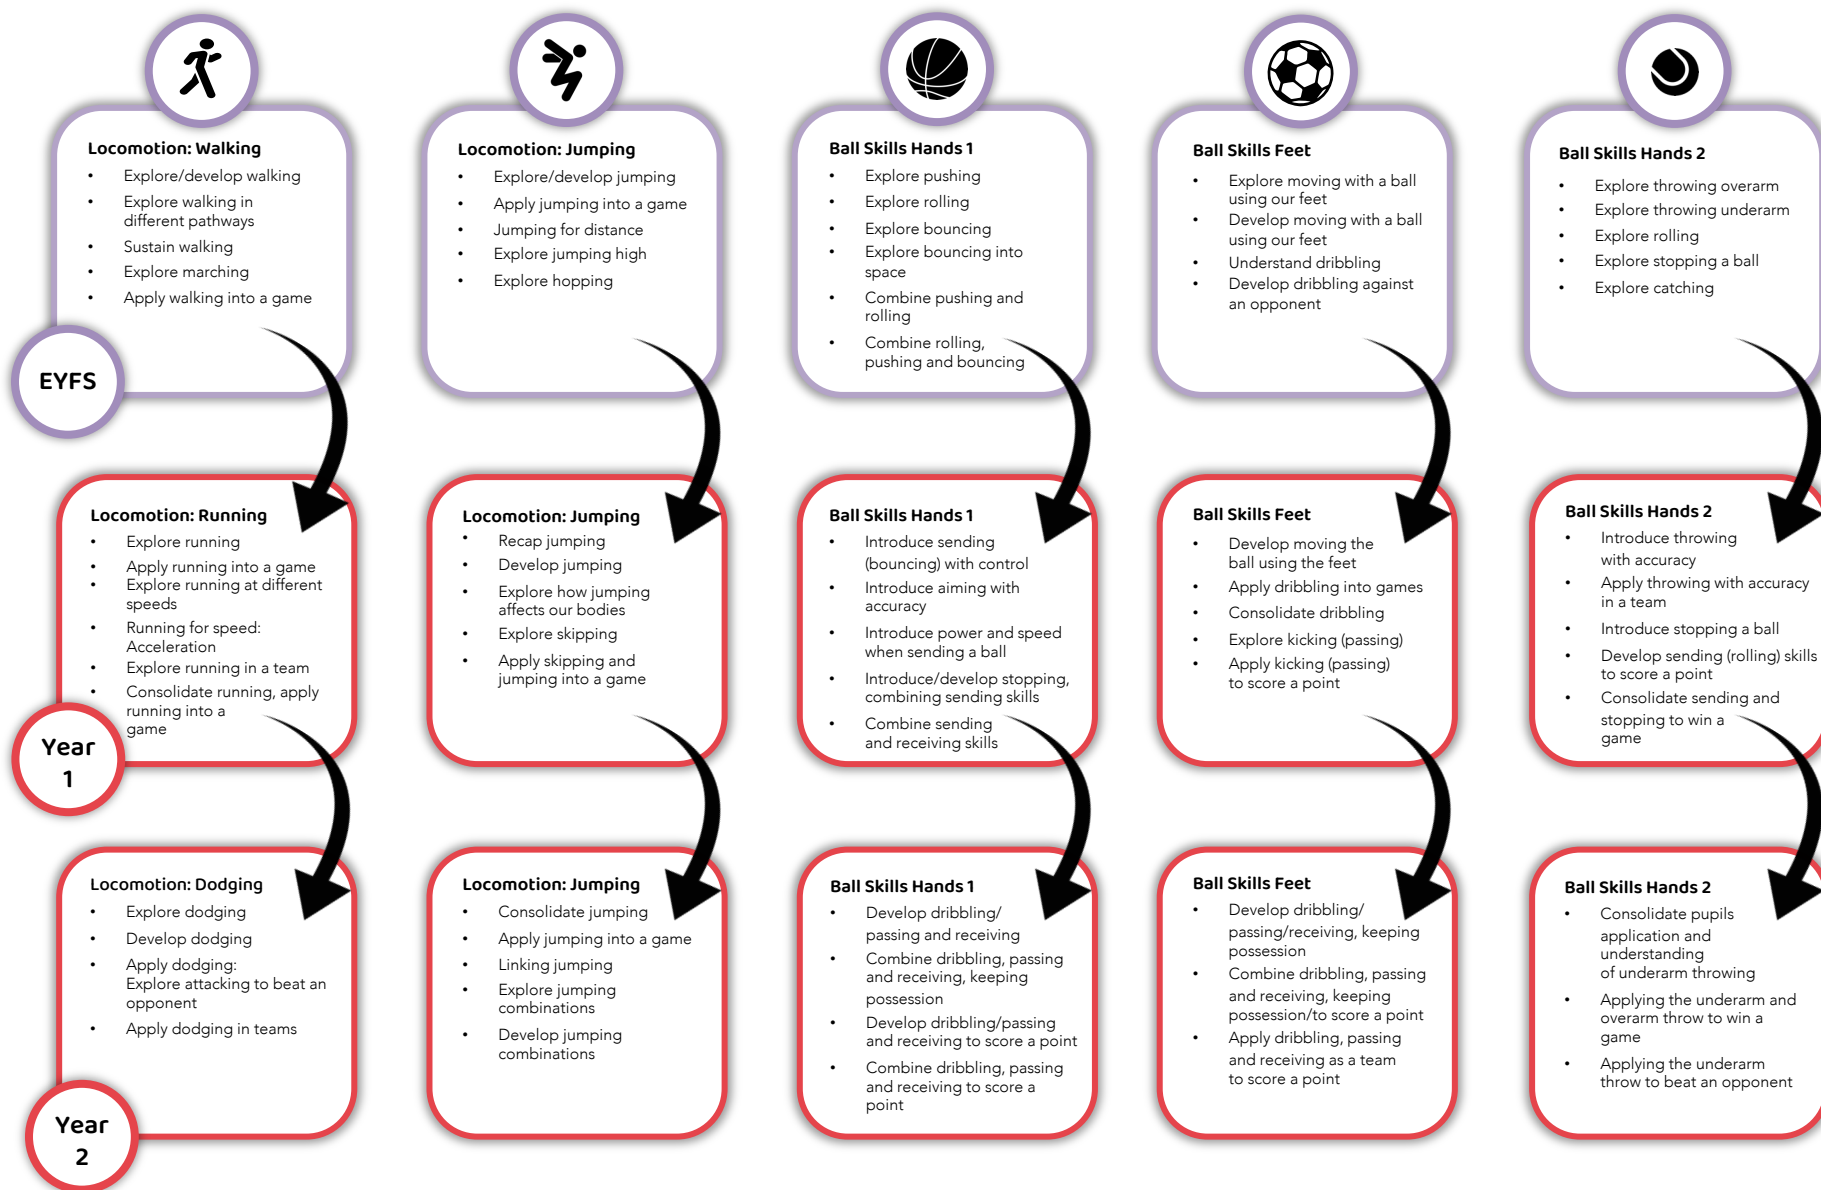 Locomotion: Walking
• Explore/develop walking
• Explore walking in
different pathways
• Sustain walking
• Explore marching
• Apply walking into a game
EYFS
Locomotion: Jumping
• Explore/develop jumping
• Apply jumping into a game
• Jumping for distance
• Explore jumping high
• Explore hopping
Ball Skills Hands 1
• Explore pushing
• Explore rolling
• Explore bouncing
• Explore bouncing into
space
• Combine pushing and
rolling
• Combine rolling,
pushing and bouncing
Ball Skills Feet
• Explore moving with a ball
using our feet
• Develop moving with a ball
using our feet
• Understand dribbling
• Develop dribbling against
an opponent
Ball Skills Hands 2
• Explore throwing overarm
• Explore throwing underarm
• Explore rolling
• Explore stopping a ball
• Explore catching
Locomotion: Running
• Explore running
• Apply running into a game
• Explore running at different
speeds
• Running for speed:
Acceleration
• Explore running in a team
• Consolidate running, apply
running into a
game
Year
1
Locomotion: Jumping
• Recap jumping
• Develop jumping
• Explore how jumping
affects our bodies
• Explore skipping
• Apply skipping and
jumping into a game
Ball Skills Hands 1
• Introduce sending
(bouncing) with control
• Introduce aiming with
accuracy
• Introduce power and speed
when sending a ball
• Introduce/develop stopping,
combining sending skills
• Combine sending
and receiving skills
Ball Skills Feet
• Develop moving the
ball using the feet
• Apply dribbling into games
• Consolidate dribbling
• Explore kicking (passing)
• Apply kicking (passing)
to score a point
Ball Skills Hands 2
• Introduce throwing
with accuracy
• Apply throwing with accuracy
in a team
• Introduce stopping a ball
• Develop sending (rolling) skills
to score a point
• Consolidate sending and
stopping to win a
game
Locomotion: Dodging
• Explore dodging
• Develop dodging
• Apply dodging:
Explore attacking to beat an
opponent
• Apply dodging in teams
Year
2
Locomotion: Jumping
• Consolidate jumping
• Apply jumping into a game
• Linking jumping
• Explore jumping
combinations
• Develop jumping
combinations
Ball Skills Hands 1
• Develop dribbling/
passing and receiving
• Combine dribbling, passing
and receiving, keeping
possession
• Develop dribbling/passing
and receiving to score a point
• Combine dribbling, passing
and receiving to score a
point
Ball Skills Feet
• Develop dribbling/
passing/receiving, keeping
possession
• Combine dribbling, passing
and receiving, keeping
possession/to score a point
• Apply dribbling, passing
and receiving as a team
to score a point
Ball Skills Hands 2
• Consolidate pupils
application and
understanding
of underarm throwing
• Applying the underarm and
overarm throw to win a
game
• Applying the underarm
throw to beat an opponent